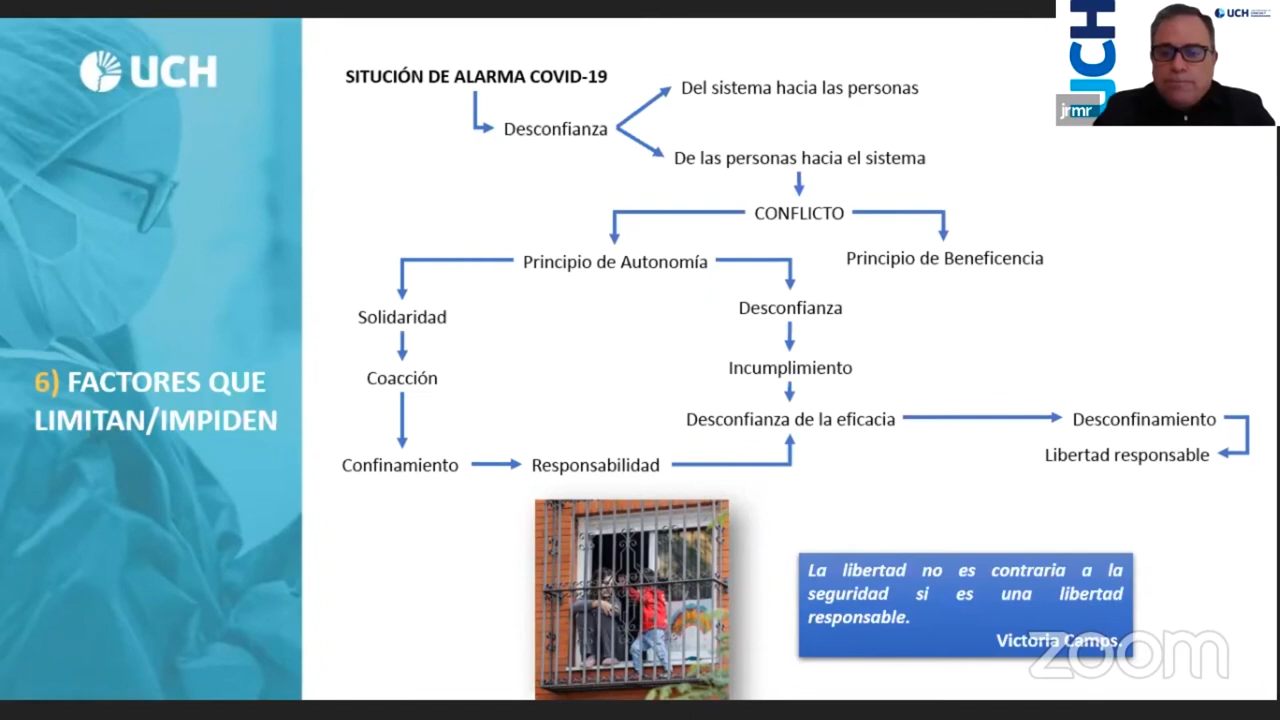 UCH
SITUCIÓN DE ALARMA COVID-19
Desconfianza
Del sistema hacia las personas
De las personas hacia el sistema
CONFLICTO
Principio de Autonomía
Principio de Beneficencia
Solidaridad
Desconfianza
Coacción
Incumplimiento
Desconfianza de la eficacia
Desconfinamiento
Libertad responsable
Confinamiento
Responsabilidad
6) FACTORES QUE
LIMITAN/IMPIDEN
La libertad no es contraria a la
seguridad si es una libertad
responsable.
Victoria Camps.
zoom
UCH
UCH
jrmr